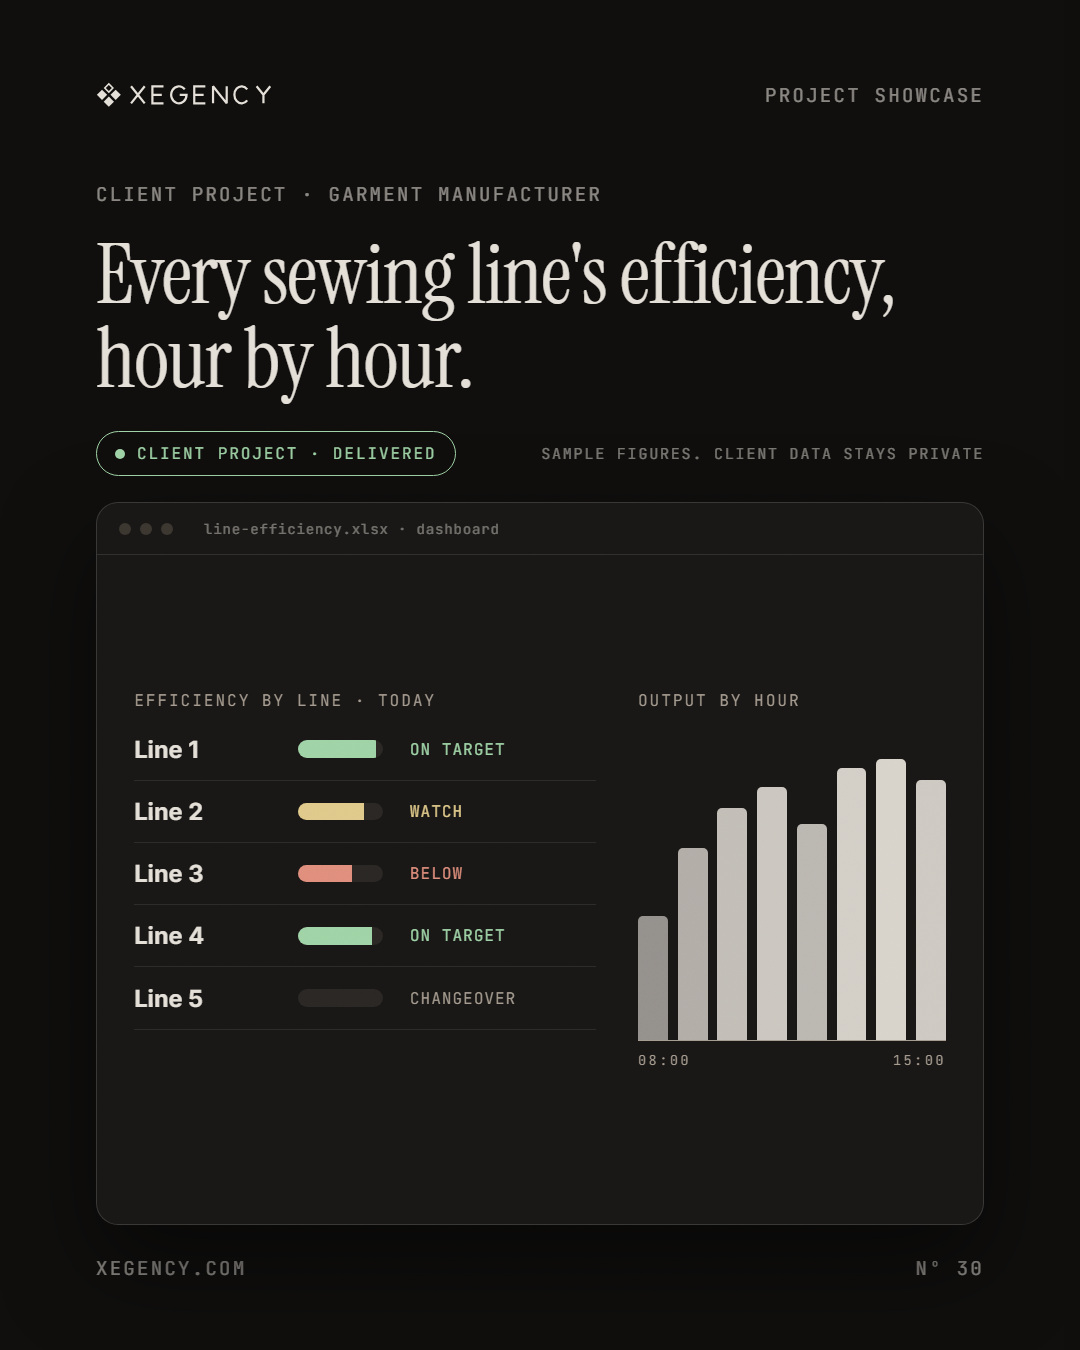 XEGENCY
PROJECT SHOWCASE
CLIENT PROJECT · GARMENT MANUFACTURER
Every sewing line's efficiency,
hour by hour.
CLIENT PROJECT · DELIVERED
SAMPLE FIGURES. CLIENT DATA STAYS PRIVATE
line-efficiency.xlsx · dashboard
EFFICIENCY BY LINE · TODAY
Line 1 ON TARGET
Line 2 WATCH
Line 3 BELOW
Line 4 ON TARGET
Line 5 CHANGEOVER
OUTPUT BY HOUR
08:00 15:00
XEGENCY.COM
N° 30